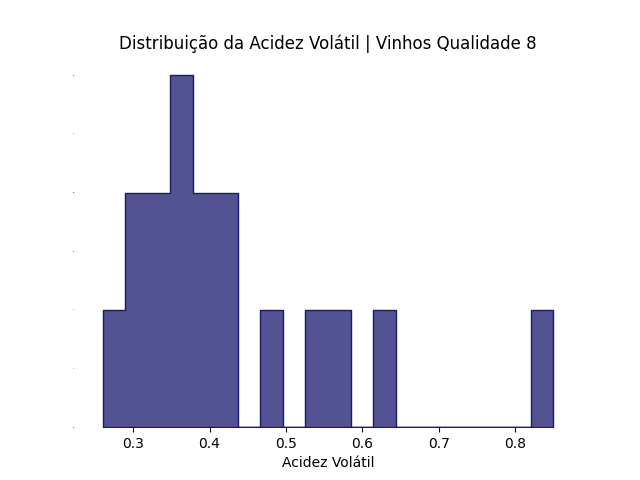 Distribuição da Acidez Volátil | Vinhos Qualidade 8
0.3 0.4 0.5 0.6 0.7 0.8
Acidez Volátil